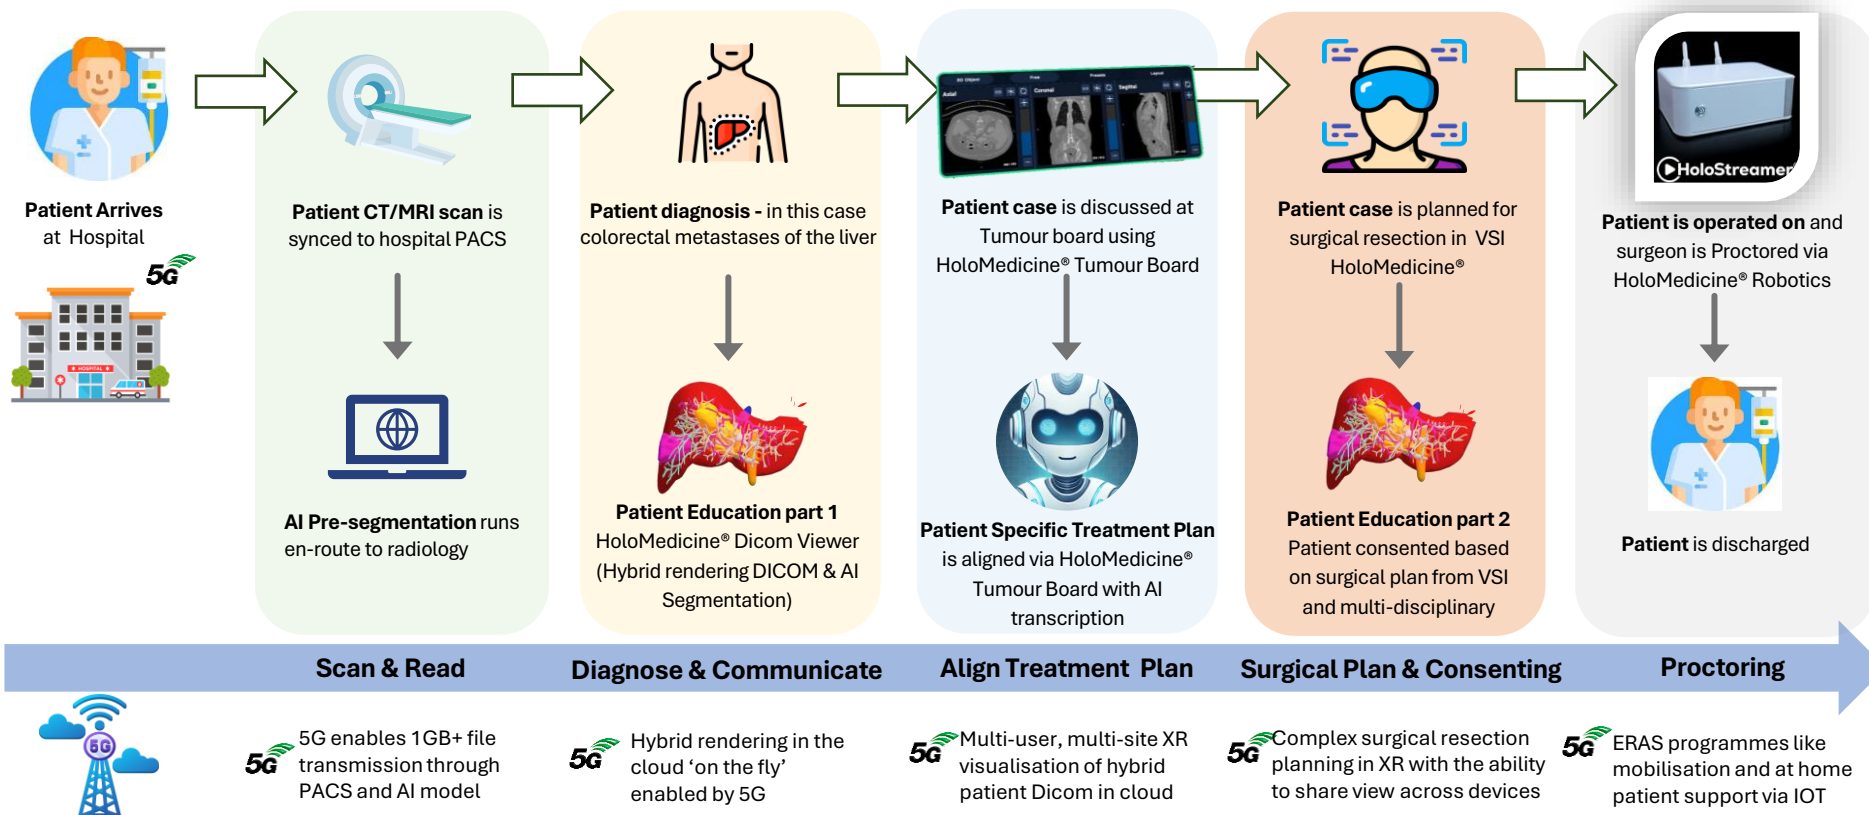 Patient Arrives
at Hospital
5G
HOSPITAL
Patient CT/MRI scan is
synced to hospital PACS
AI Pre-segmentation runs
en-route to radiology
Patient diagnosis - in this case
colorectal metastases of the liver
Patient Education part 1
HoloMedicine® Dicom Viewer
(Hybrid rendering DICOM & AI
Segmentation)
3D Object Free Presets Layout
Axial
Coronal
Sagittal
Patient case is discussed at
Tumour board using
HoloMedicine® Tumour Board
Patient Specific Treatment Plan
is aligned via HoloMedicine®
Tumour Board with AI
transcription
Patient case is planned for
surgical resection in VSI
HoloMedicine®
Patient Education part 2
Patient consented based
on surgical plan from VSI
and multi-disciplinary
HoloStreamer
Patient is operated on and
surgeon is Proctored via
HoloMedicine® Robotics
Patient is discharged
Scan & Read
Diagnose & Communicate
Align Treatment Plan
Surgical Plan & Consenting
Proctoring
5G
5G
5G enables 1GB+ file
transmission through
PACS and AI model
5G
Hybrid rendering in the
cloud ‘on the fly’
enabled by 5G
5G
Multi-user, multi-site XR
visualisation of hybrid
patient Dicom in cloud
5G
Complex surgical resection
planning in XR with the ability
to share view across devices
5G
ERAS programmes like
mobilisation and at home
patient support via IOT